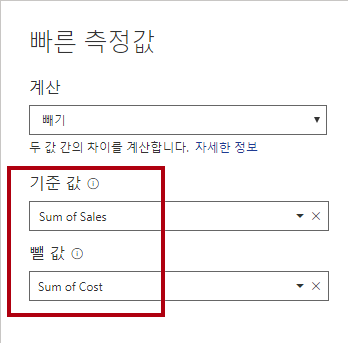 빠른 측정값
계산
빼기
두 값 간의 차이를 계산합니다. 자세한 정보
기준 값
Sum of Sales
뺄 값
Sum of Cost